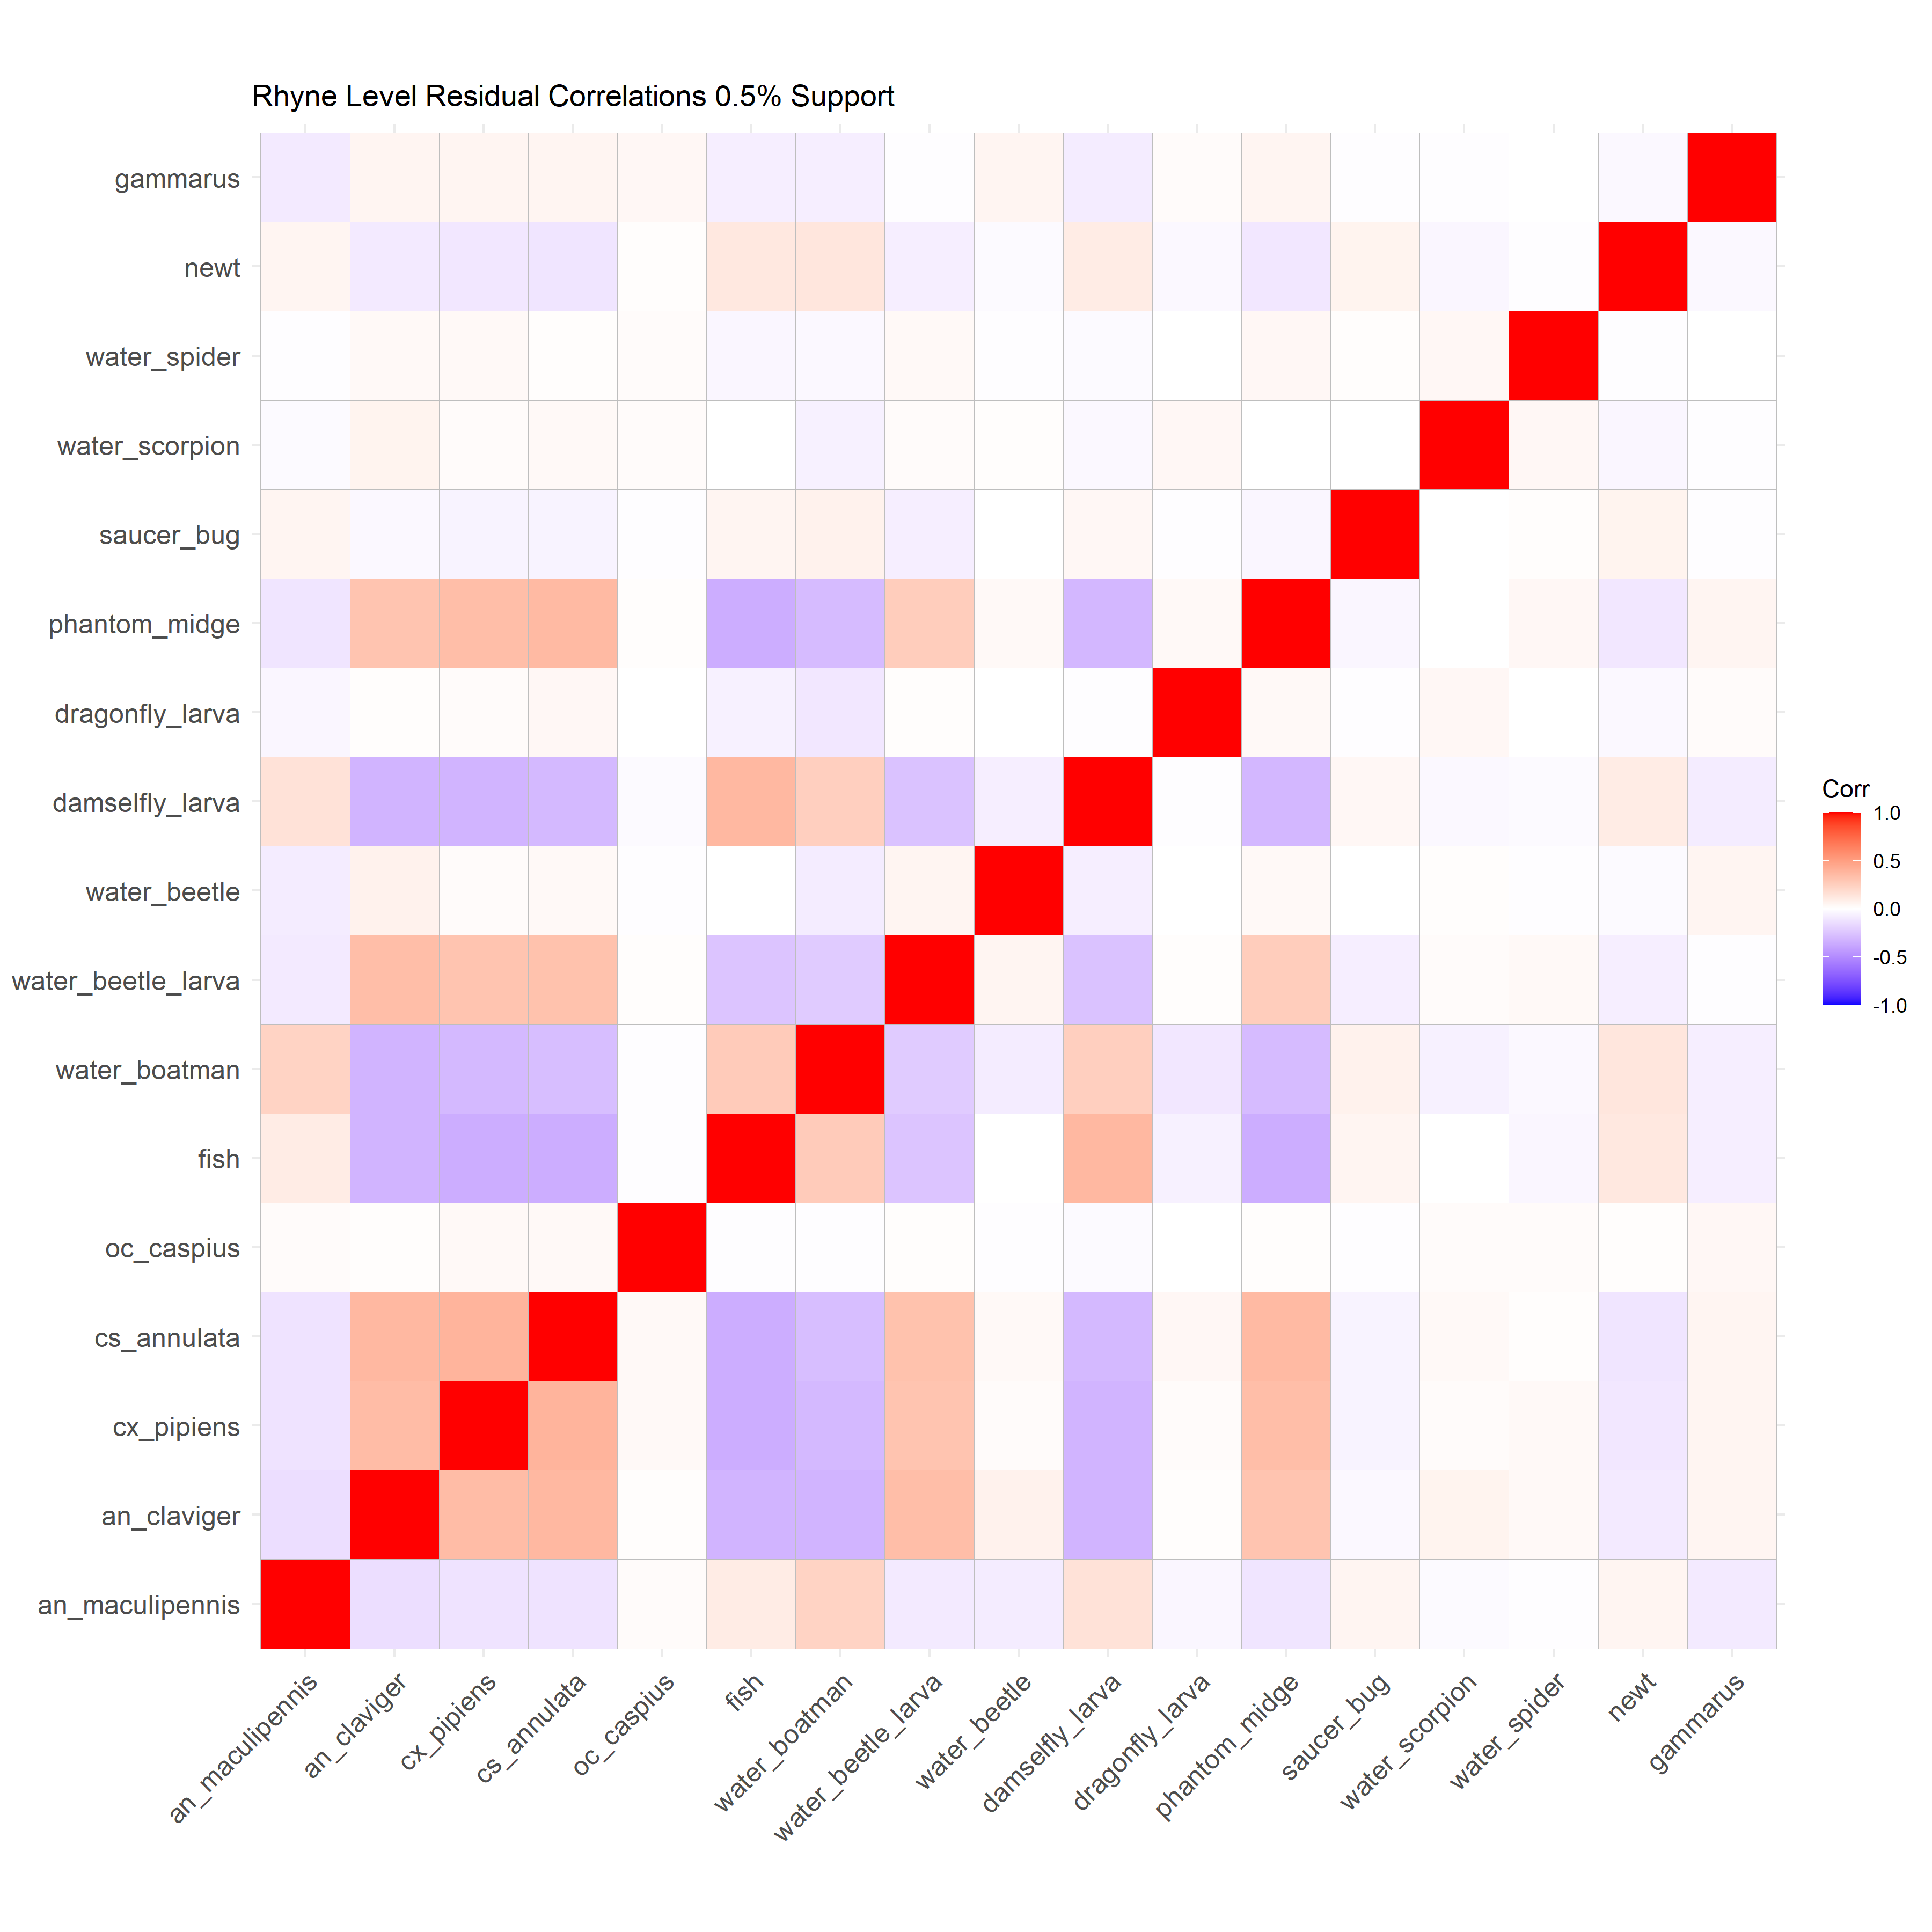 Rhyne Level Residual Correlations 0.5% Support
gammarus
newt
water_spider
water_scorpion
saucer_bug
phantom_midge
dragonfly_larva
damselfly_larva
water_beetle
water_beetle_larva
water_boatman
fish
oc_caspius
cs_annulata
cx_pipiens
an_claviger
an_maculipennis
an_maculipennis
an_claviger
cx_pipiens
cs_annulata
oc_caspius
fish
water_boatman
water_beetle_larva
water_beetle
damselfly_larva
dragonfly_larva
phantom_midge
saucer_bug
water_scorpion
water_spider
newt
gammarus
Corr
1.0
0.5
0.0
-0.5
-1.0